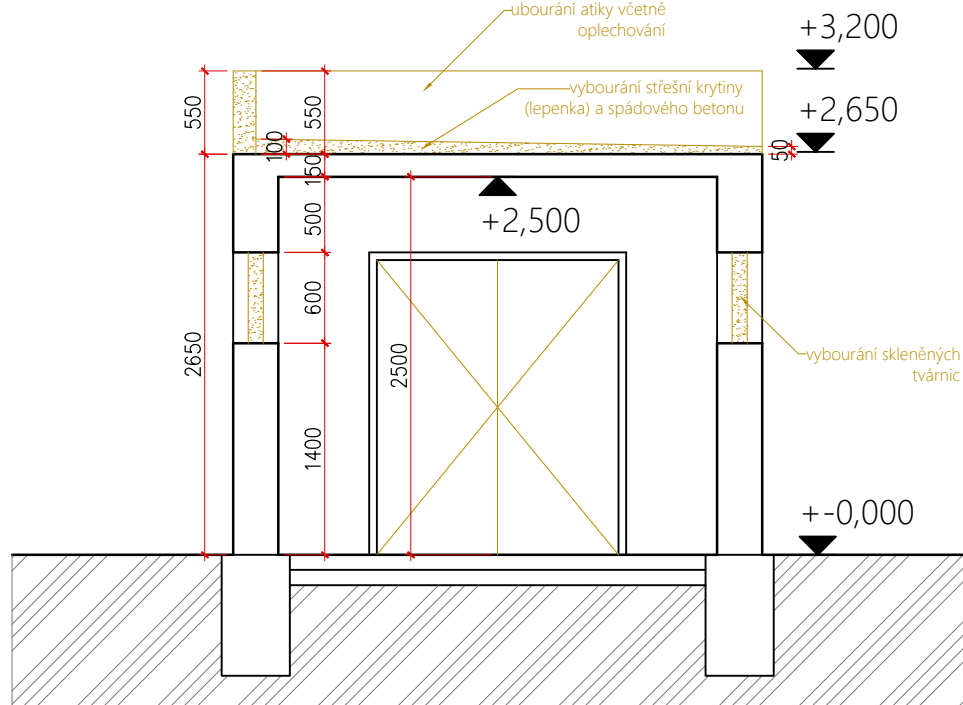 ubourání atiky včetně
oplechování
+3,200
vybourání střešní krytiny
(lepenka) a spádového betonu
+2,650
550
550
100
50
150
+2,500
500
600
2650
2500
vybourání skleněných
tvárnic
1400
+-0,000